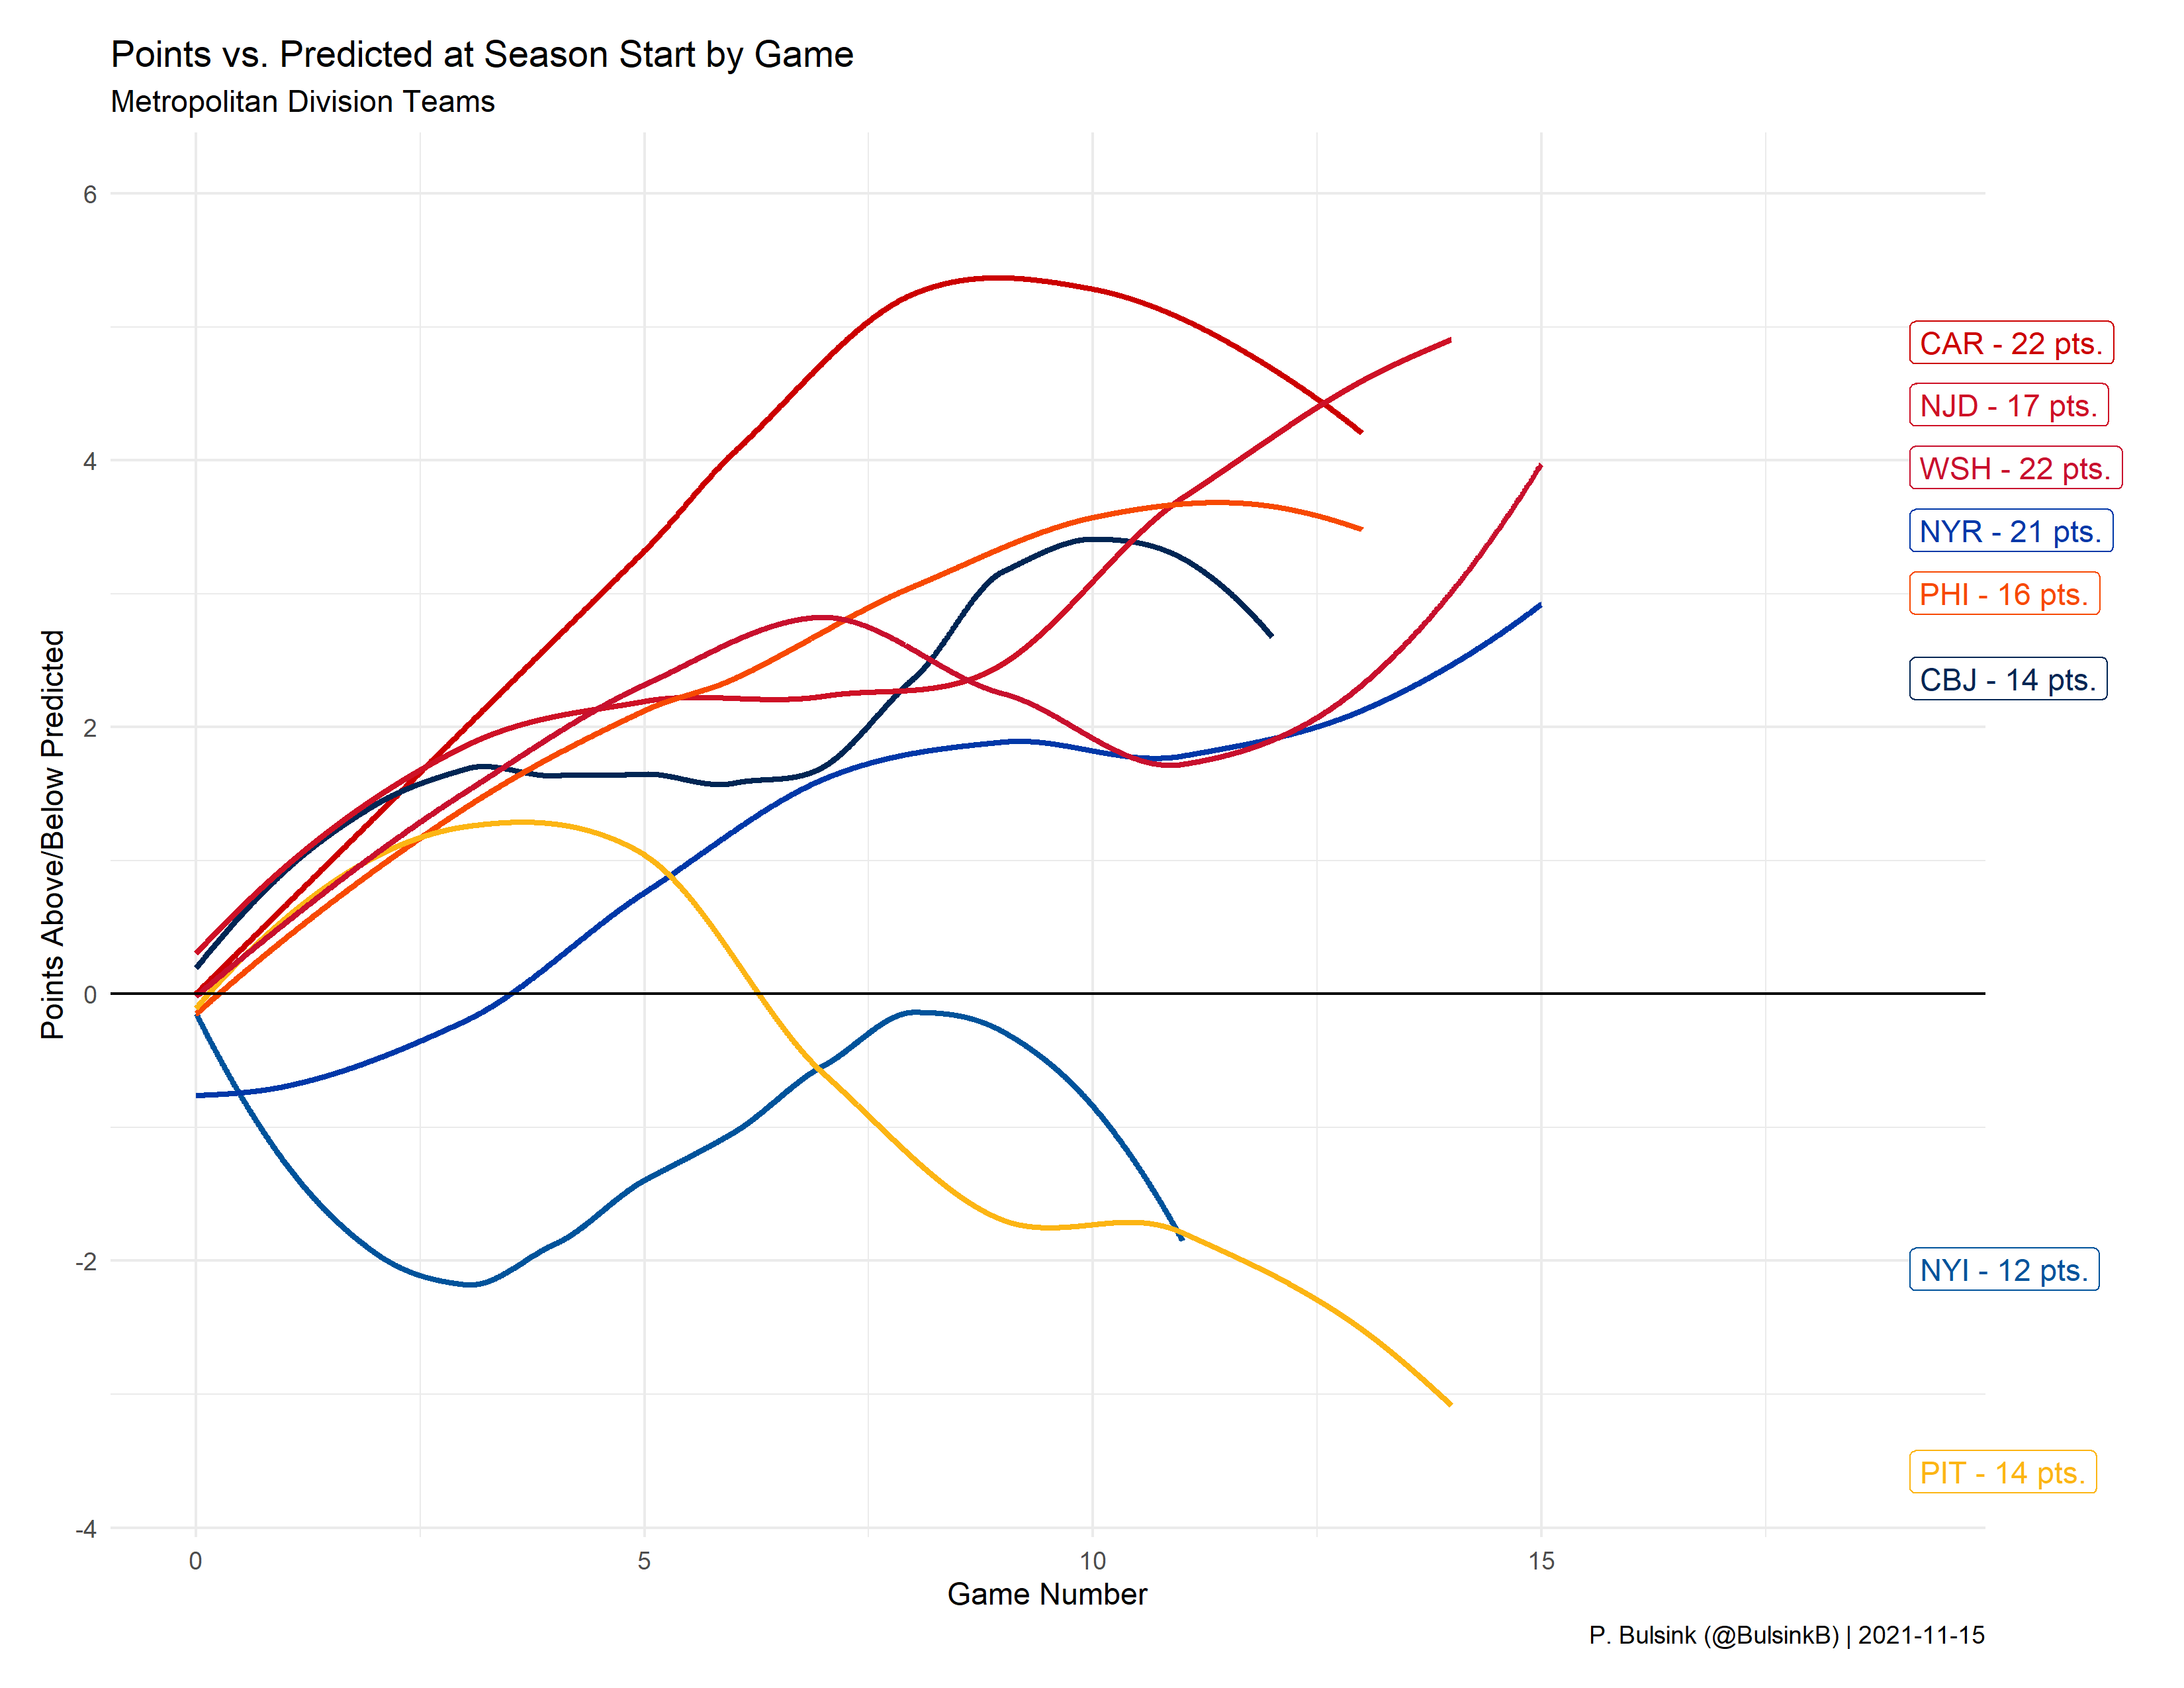 Points vs. Predicted at Season Start by Game
Metropolitan Division Teams
Points Above/Below Predicted
6
4
2
0
-2
-4
CAR - 22 pts.
NJD - 17 pts.
WSH - 22 pts.
NYR - 21 pts.
PHI - 16 pts.
CBJ - 14 pts.
NYI - 12 pts.
PIT - 14 pts.
0 5 10 15
Game Number
P. Bulsink (@BulsinkB) | 2021-11-15